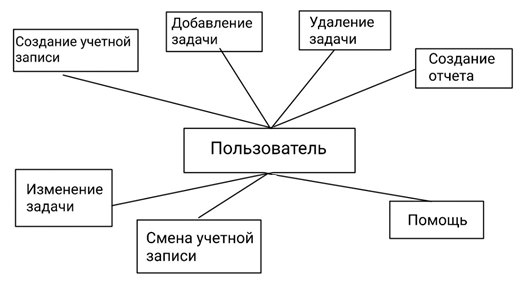 Создание учетной
записи
Добавление
задачи
Удаление
задачи
Создание
отчета
Пользователь
Изменение
задачи
Смена учетной
записи
Помощь